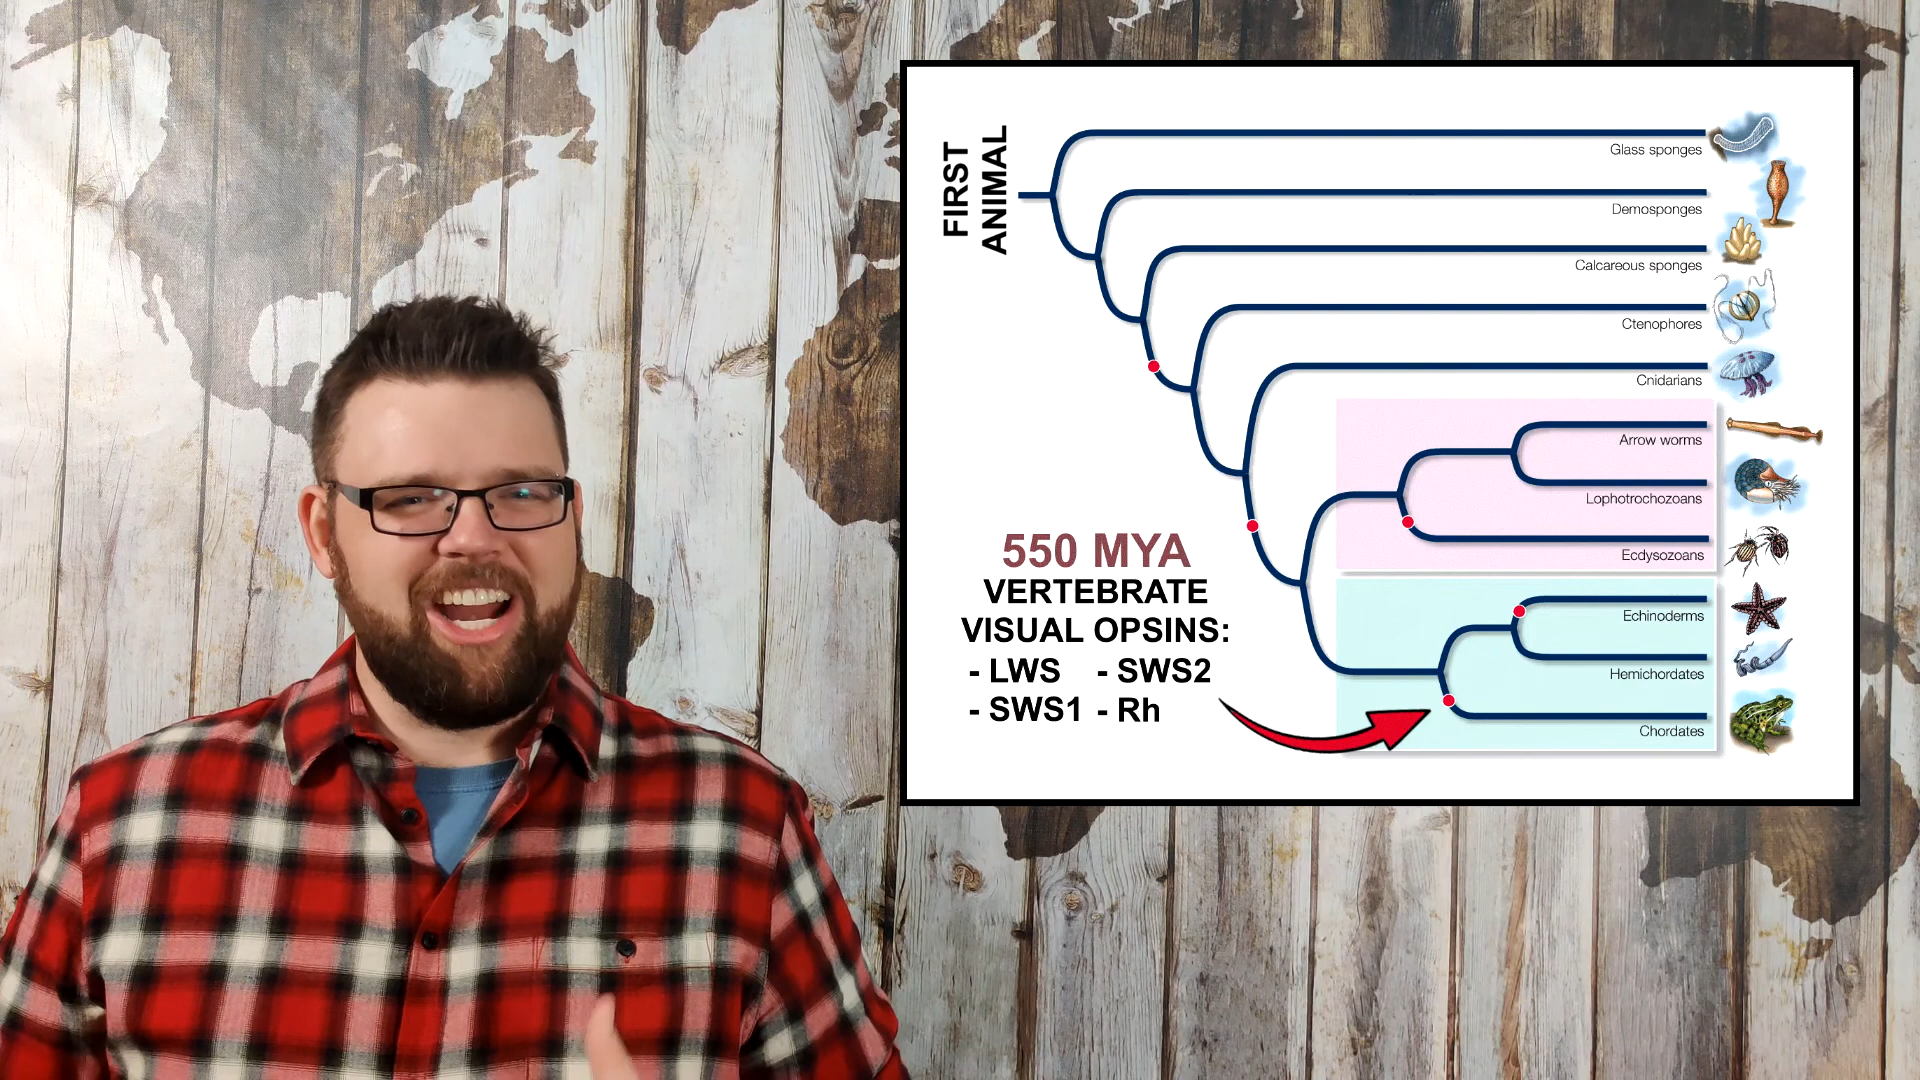 FIRST
ANIMAL
Glass sponges
Demosponges
Calcareous sponges
Ctenophores
Cnidarians
Arrow worms
Lophotrochozoans
Ecdysozoans
Echinoderms
Hemichordates
Chordates
550 MYA
VERTEBRATE
VISUAL OPSINS:
- LWS - SWS2
- SWS1 - Rh